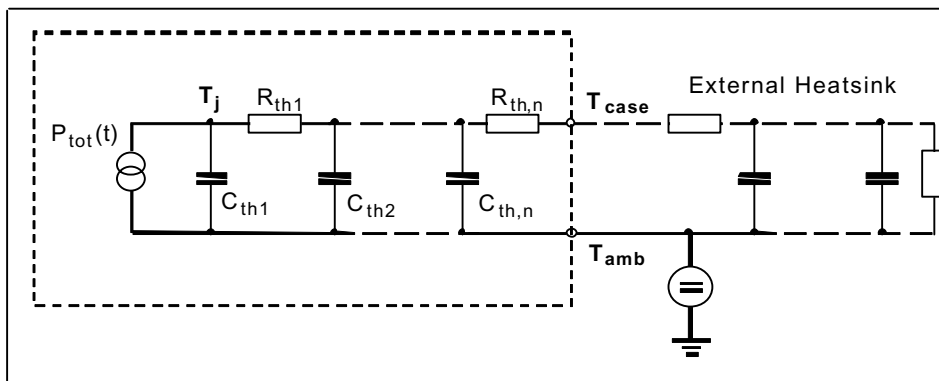 External Heatsink
T_j
R_th1
R_th,n
T_case
P_tot(t)
C_th1
C_th2
C_th,n
T_amb